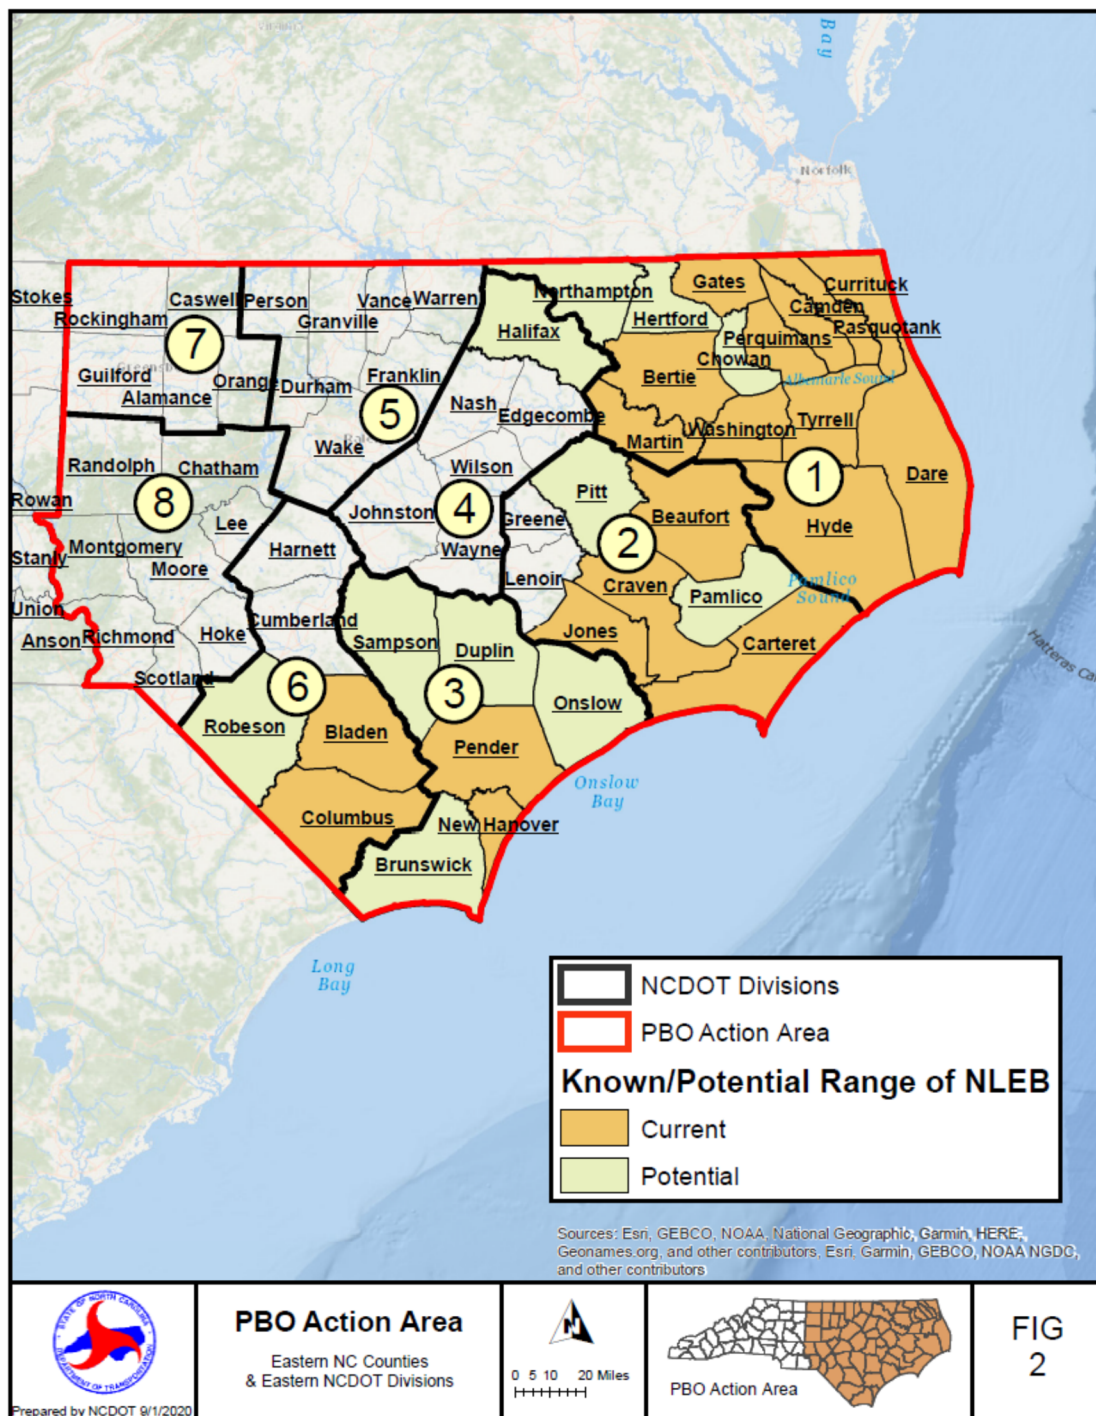 Bay
Norfolk
Stokes
Caswell
Person
Vance
Warren
Northampton
Gates
Currituck
Rockingham
Granville
Hertford
Camden
Halifax
Perquimans
Pasquotank
7
Chowan
Guilford
Orange
Durham
Franklin
Bertie
Albemarle Sound
Alamance
5
Nash
Edgecombe
Tyrrell
Wake
Martin
Washington
Randolph
Chatham
Wilson
Dare
1
Rowan
8
Pitt
Lee
Johnston
4
Greene
Beaufort
Hyde
Stanly
Montgomery
Harnett
Wayne
2
Moore
Lenoir
Craven
Pamlico
Pamlico
Sound
Union
Anson
Richmond
Hoke
Cumberland
Sampson
Duplin
Jones
Carteret
Scotland
6
3
Onslow
Robeson
Bladen
Pender
Onslow
Bay
Columbus
New Hanover
Brunswick
Long
Bay
NCDOT Divisions
PBO Action Area
Known/Potential Range of NLEB
Current
Potential
Sources: Esri, GEBCO, NOAA, National Geographic, Garmin, HERE,
Geonames.org, and other contributors, Esri, Garmin, GEBCO, NOAA NGDC,
and other contributors
STATE OF NORTH CAROLINA
DEPARTMENT OF TRANSPORTATION
Prepared by NCDOT 9/1/2020
PBO Action Area
Eastern NC Counties
& Eastern NCDOT Divisions
N
0 5 10 20 Miles
PBO Action Area
FIG
2